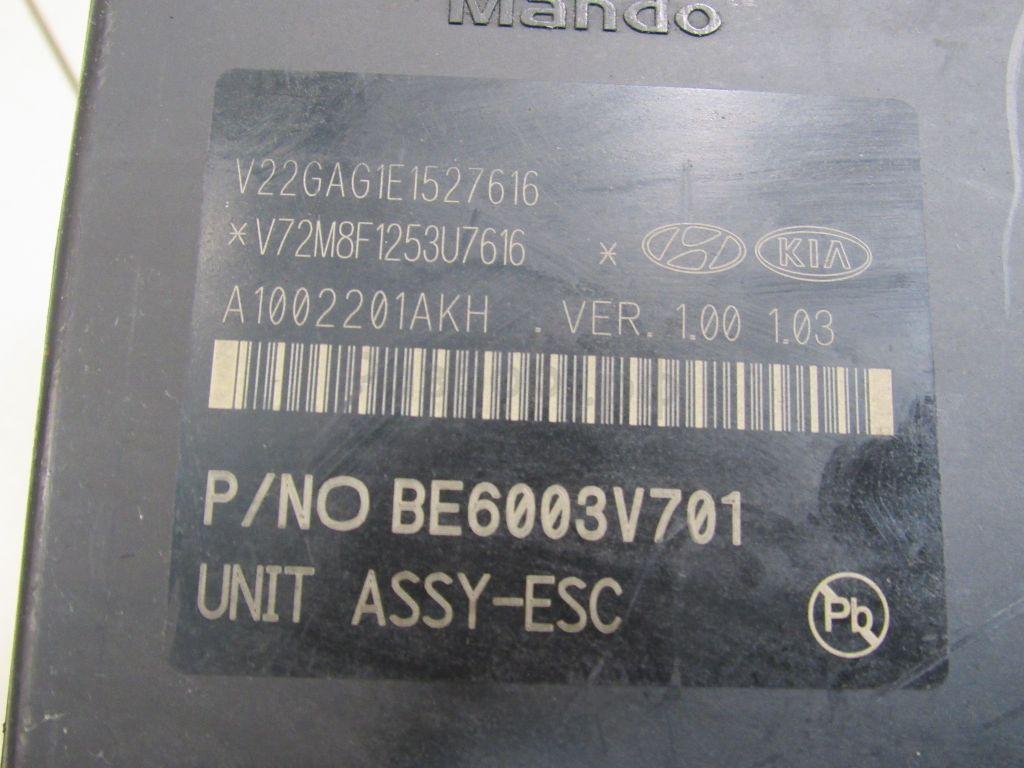 Mando
V22GAG1E1527616
*V72M8F1253U7616 * KIA
A1002201AKH . VER. 1.00 1.03
P/NO BE6003V701
UNIT ASSY-ESC
Pb